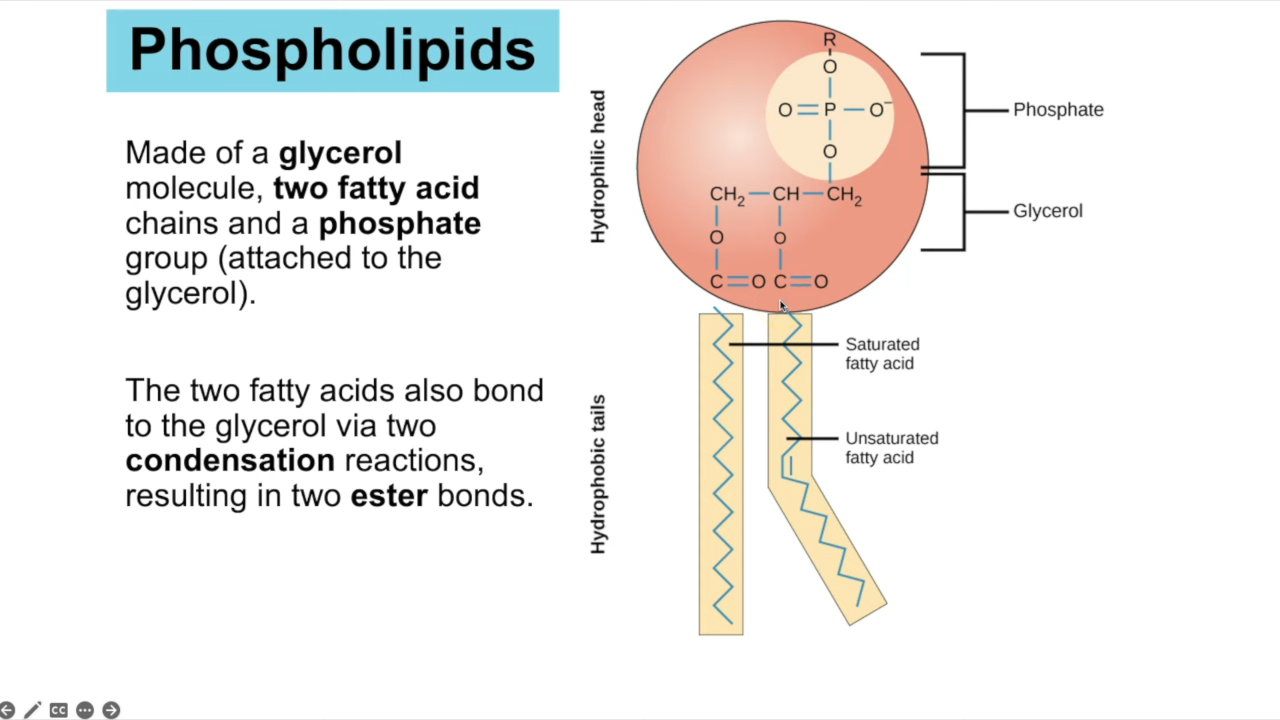 Phospholipids
Made of a glycerol
molecule, two fatty acid
chains and a phosphate
group (attached to the
glycerol).
The two fatty acids also bond
to the glycerol via two
condensation reactions,
resulting in two ester bonds.
Hydrophilic head
Hydrophobic tails
R
O
O=P—O⁻
O
CH₂—CH—CH₂
O O
C=O C=O
Phosphate
Glycerol
Saturated
fatty acid
Unsaturated
fatty acid
CC